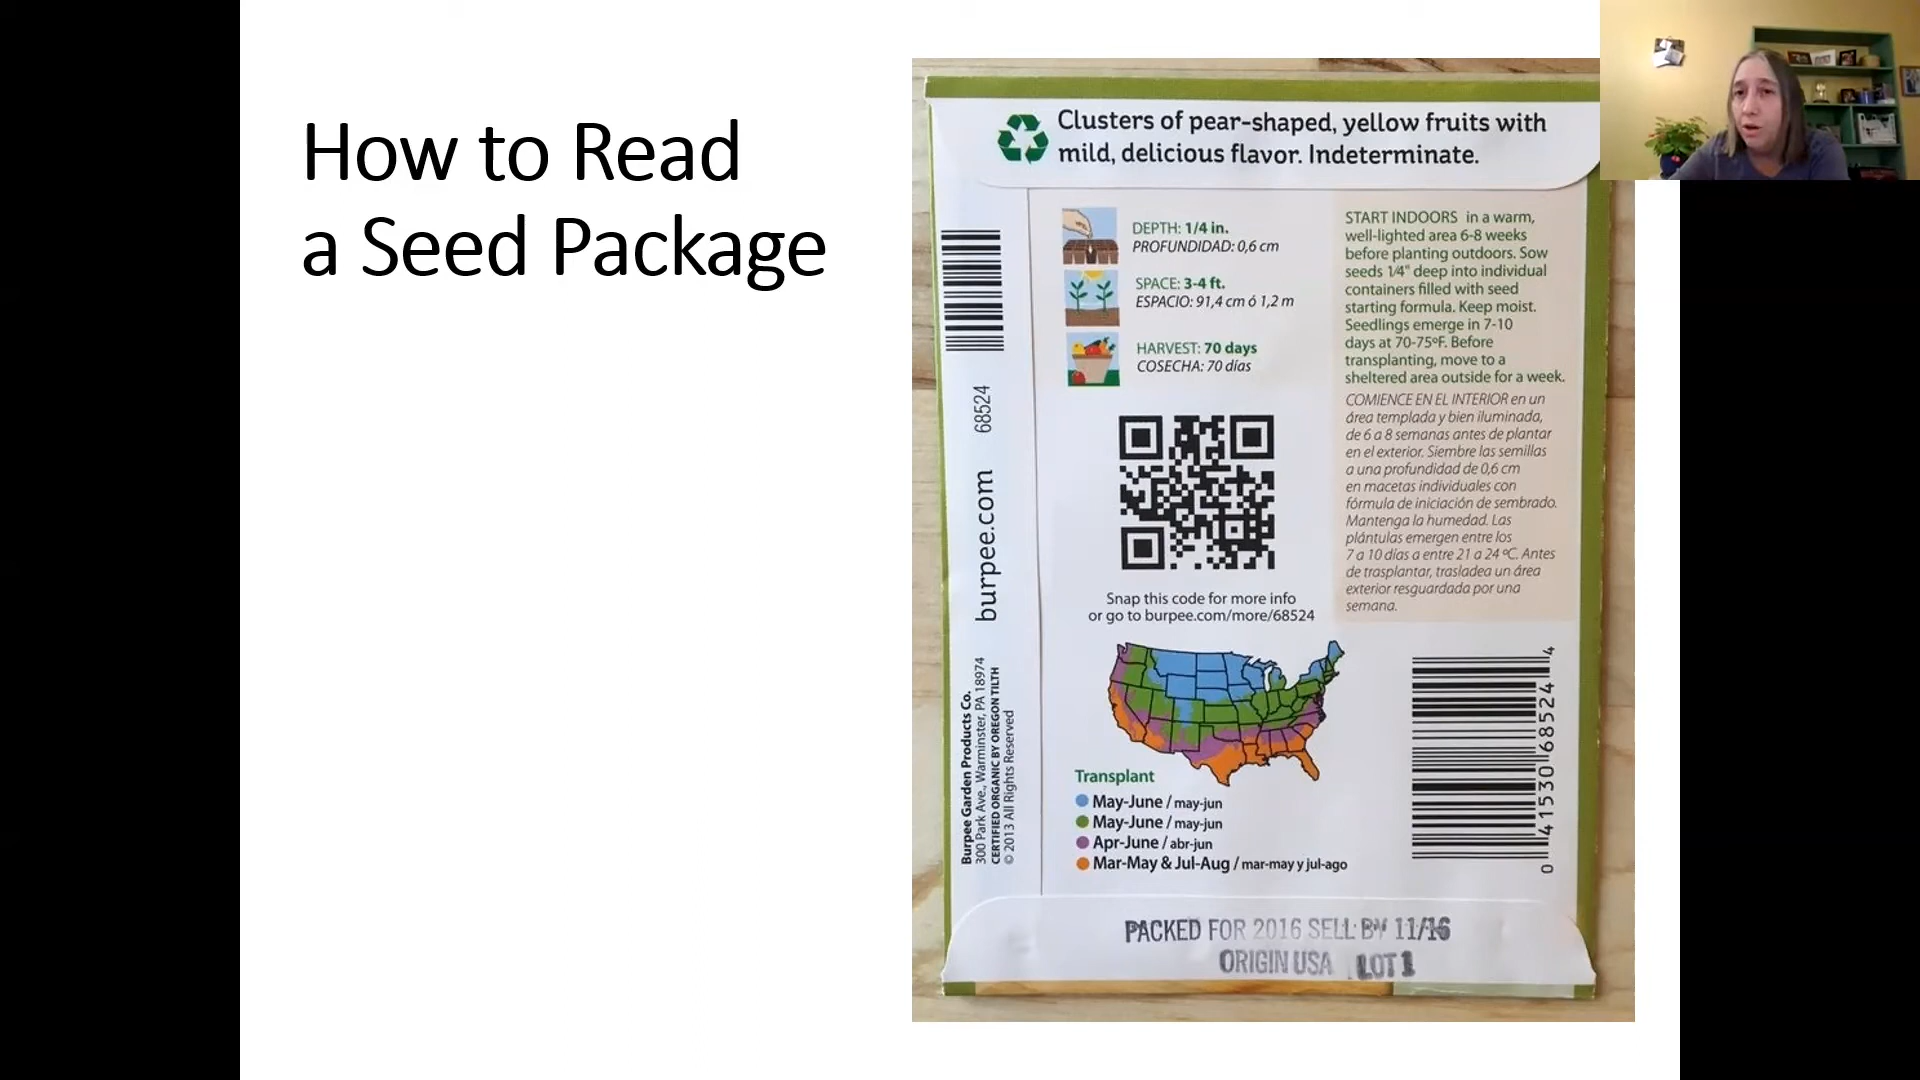 How to Read
a Seed Package
Clusters of pear-shaped, yellow fruits with
mild, delicious flavor. Indeterminate.
DEPTH: 1/4 in.
PROFUNDIDAD: 0,6 cm
SPACE: 3-4 ft.
ESPACIO: 91,4 cm ó 1,2 m
HARVEST: 70 days
COSECHA: 70 días
START INDOORS in a warm,
well-lighted area 6-8 weeks
before planting outdoors. Sow
seeds 1/4" deep into individual
containers filled with seed
starting formula. Keep moist.
Seedlings emerge in 7-10
days at 70-75ºF. Before
transplanting, move to a
sheltered area outside for a week.
COMIENCE EN EL INTERIOR en un
área templada y bien iluminada,
de 6 a 8 semanas antes de plantar
en el exterior. Siembre las semillas
a una profundidad de 0,6 cm
en macetas individuales con
fórmula de iniciación de sembrado.
Mantenga la humedad. Las
plántulas emergen entre los
7 a 10 días a entre 21 a 24 ºC. Antes
de trasplantar, trasladea un área
exterior resguardada por una
semana.
68524
burpee.com
Burpee Garden Products Co.
300 Park Ave., Warminster, PA 18974
CERTIFIED ORGANIC BY OREGON TILTH
© 2013 All Rights Reserved
Snap this code for more info
or go to burpee.com/more/68524
Transplant
May-June / may-jun
May-June / may-jun
Apr-June / abr-jun
Mar-May & Jul-Aug / mar-may y jul-ago
0 41530 68524 4
PACKED FOR 2016 SELL BY 11/16
ORIGIN USA LOT 1